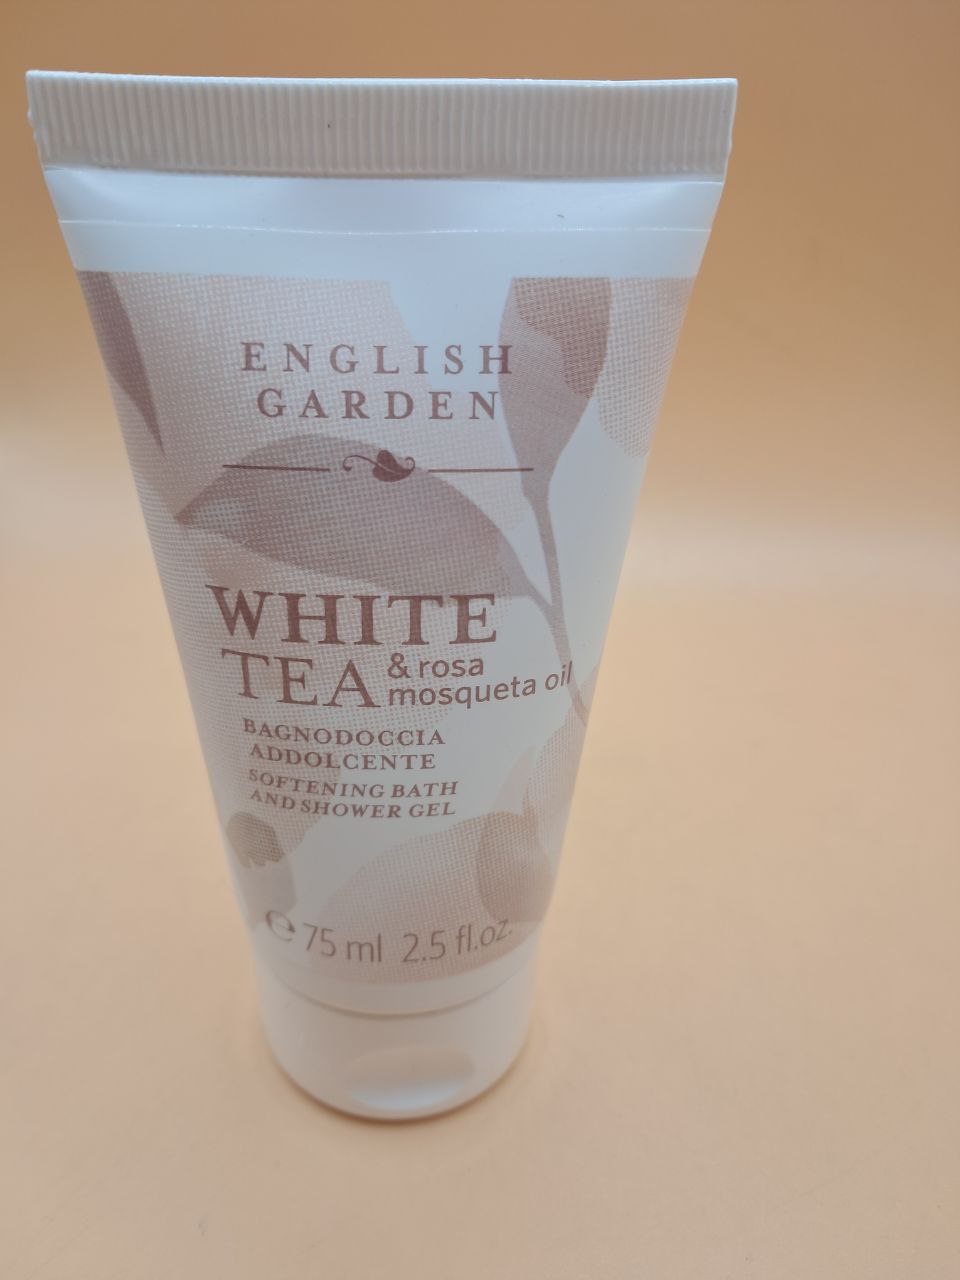 ENGLISH
GARDEN
WHITE
TEA & rosa
mosqueta oil
BAGNODOCCIA
ADDOLCENTE
SOFTENING BATH
AND SHOWER GEL
℮ 75 ml 2.5 fl.oz.